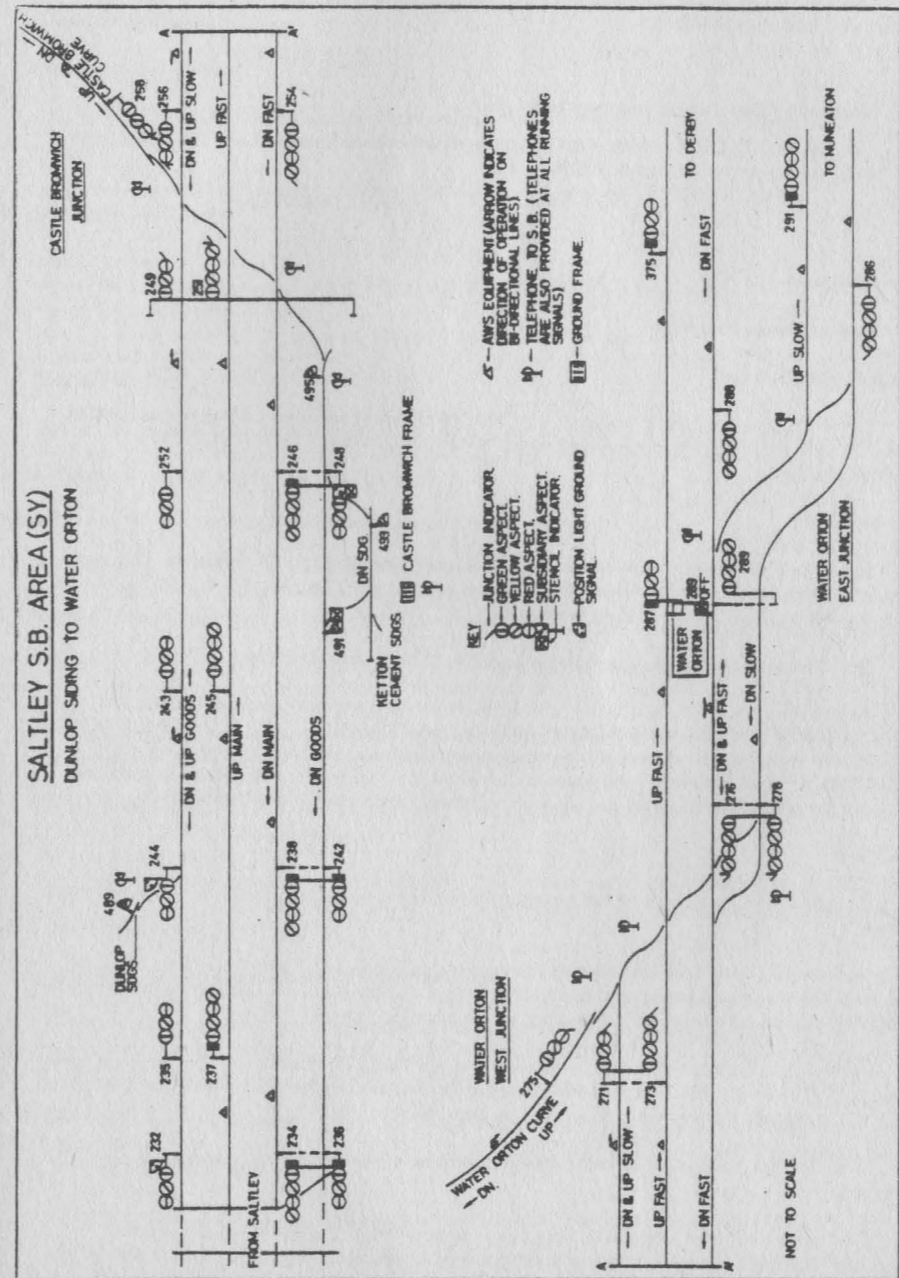 SALTLEY S.B. AREA (SY)
DUNLOP SIDING TO WATER ORTON
CASTLE BROMWICH
JUNCTION
CASTLE BROMWICH
CURVE
UP
DN
DUNLOP
SDGS
489
232
235
244
243
252
249
256
258
A
DN & UP GOODS
DN & UP SLOW
237
245
251
UP MAIN
UP FAST
DN MAIN
DN FAST
234
238
246
254
A'
FROM SALTLEY
DN GOODS
236
242
491
DN SDG
248
495
493
KETTON
CEMENT SDGS
CASTLE BROMWICH FRAME
KEY
JUNCTION INDICATOR
GREEN ASPECT.
YELLOW ASPECT.
RED ASPECT.
SUBSIDIARY ASPECT
STENCIL INDICATOR.
POSITION LIGHT GROUND
SIGNAL
AWS EQUIPMENT (ARROW INDICATES
DIRECTION OF OPERATION ON
BI-DIRECTIONAL LINES)
TELEPHONE TO S.B. (TELEPHONES
ARE ALSO PROVIDED AT ALL RUNNING
SIGNALS)
GROUND FRAME.
WATER ORTON
WEST JUNCTION
275
WATER ORTON CURVE
UP
DN.
271
273
A
DN & UP SLOW
UP FAST
DN FAST
A'
UP FAST
287
WATER
ORTON
289
OFF
375
TO DERBY
DN & UP FAST
DN FAST
276
288
DN SLOW
278
289
UP SLOW
291
TO NUNEATON
286
WATER ORTON
EAST JUNCTION
NOT TO SCALE